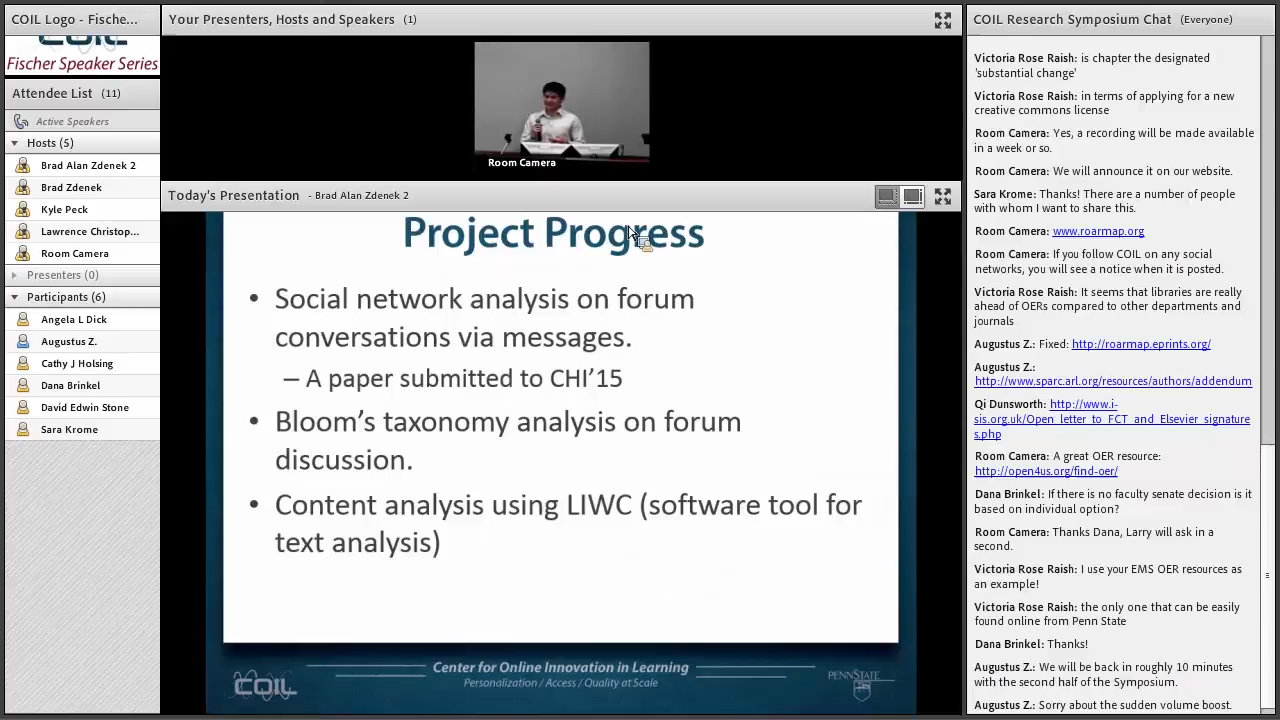 COIL Logo - Fische...
COIL
Fischer Speaker Series
Attendee List (11)
Active Speakers
Hosts (5)
Brad Alan Zdenek 2
Brad Zdenek
Kyle Peck
Lawrence Christop...
Room Camera
Presenters (0)
Participants (6)
Angela L Dick
Augustus Z.
Cathy J Holsing
Dana Brinkel
David Edwin Stone
Sara Krome
Your Presenters, Hosts and Speakers (1)
Room Camera
Today's Presentation - Brad Alan Zdenek 2
Project Progress
• Social network analysis on forum
conversations via messages.
– A paper submitted to CHI’15
• Bloom’s taxonomy analysis on forum
discussion.
• Content analysis using LIWC (software tool for
text analysis)
COIL
Center for Online Innovation in Learning
Personalization / Access / Quality at Scale
PENNSTATE
COIL Research Symposium Chat (Everyone)
Victoria Rose Raish: is chapter the designated
'substantial change'
Victoria Rose Raish: in terms of applying for a new
creative commons license
Room Camera: Yes, a recording will be made available
in a week or so.
Room Camera: We will announce it on our website.
Sara Krome: Thanks! There are a number of people
with whom I want to share this.
Room Camera: www.roarmap.org
Room Camera: If you follow COIL on any social
networks, you will see a notice when it is posted.
Victoria Rose Raish: It seems that libraries are really
ahead of OERs compared to other departments and
journals
Augustus Z.: Fixed: http://roarmap.eprints.org/
Augustus Z.:
http://www.sparc.arl.org/resources/authors/addendum
Qi Dunsworth: http://www.i-
sis.org.uk/Open_letter_to_FCT_and_Elsevier_signature
s.php
Room Camera: A great OER resource:
http://open4us.org/find-oer/
Dana Brinkel: If there is no faculty senate decision is it
based on individual option?
Room Camera: Thanks Dana, Larry will ask in a
second.
Victoria Rose Raish: I use your EMS OER resources as
an example!
Victoria Rose Raish: the only one that can be easily
found online from Penn State
Dana Brinkel: Thanks!
Augustus Z.: We will be back in roughly 10 minutes
with the second half of the Symposium.
Augustus Z.: Sorry about the sudden volume boost.